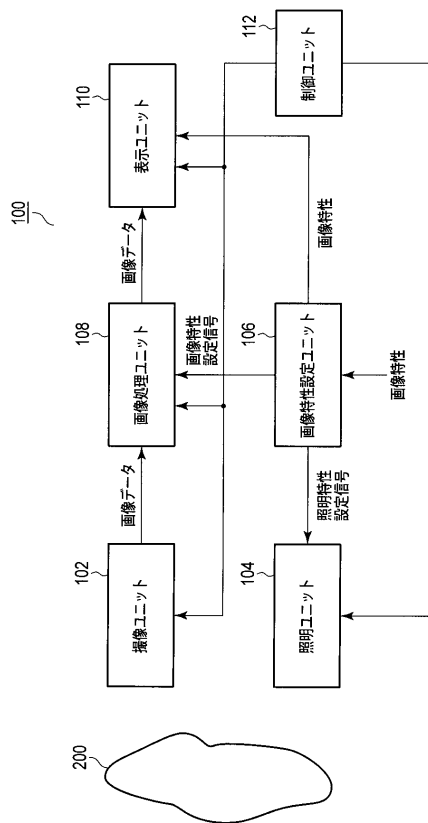 100
200
102
撮像ユニット
画像データ
108
画像処理ユニット
画像データ
110
表示ユニット
画像特性
設定信号
104
照明ユニット
照明特性
設定信号
106
画像特性設定ユニット
画像特性
画像特性
112
制御ユニット